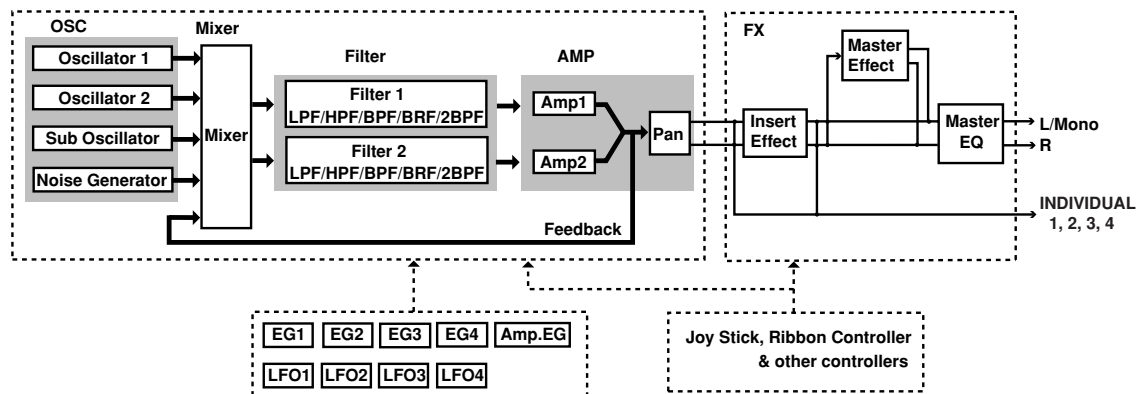 OSC
Mixer
Oscillator 1
Oscillator 2
Sub Oscillator
Noise Generator
Mixer
Filter
Filter 1
LPF/HPF/BPF/BRF/2BPF
Filter 2
LPF/HPF/BPF/BRF/2BPF
AMP
Amp1
Amp2
Pan
Feedback
FX
Insert
Effect
Master
Effect
Master
EQ
L/Mono
R
INDIVIDUAL
1, 2, 3, 4
EG1 EG2 EG3 EG4 Amp.EG
LFO1 LFO2 LFO3 LFO4
Joy Stick, Ribbon Controller
& other controllers